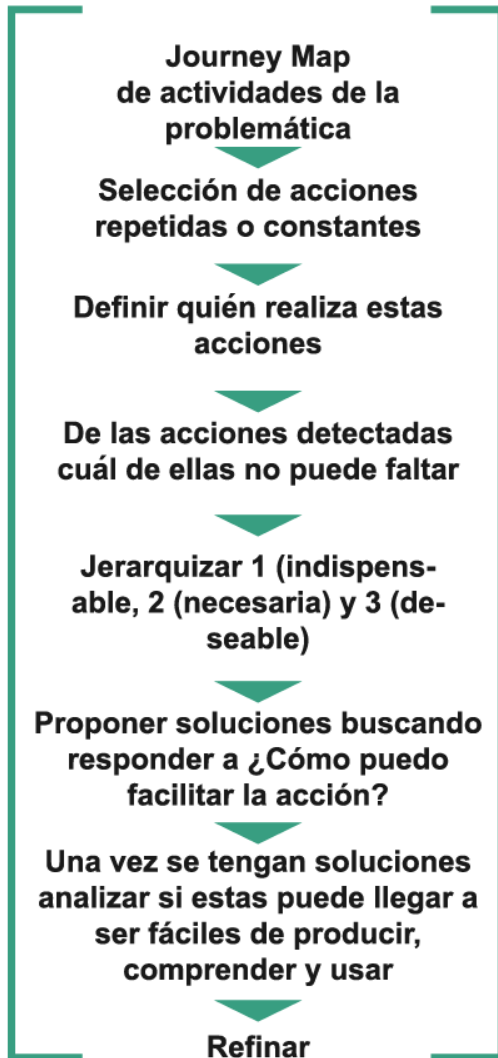 Journey Map
de actividades de la
problemática
Selección de acciones
repetidas o constantes
Definir quién realiza estas
acciones
De las acciones detectadas
cuál de ellas no puede faltar
Jerarquizar 1 (indispens-
able, 2 (necesaria) y 3 (de-
seable)
Proponer soluciones buscando
responder a ¿Cómo puedo
facilitar la acción?
Una vez se tengan soluciones
analizar si estas puede llegar a
ser fáciles de producir,
comprender y usar
Refinar